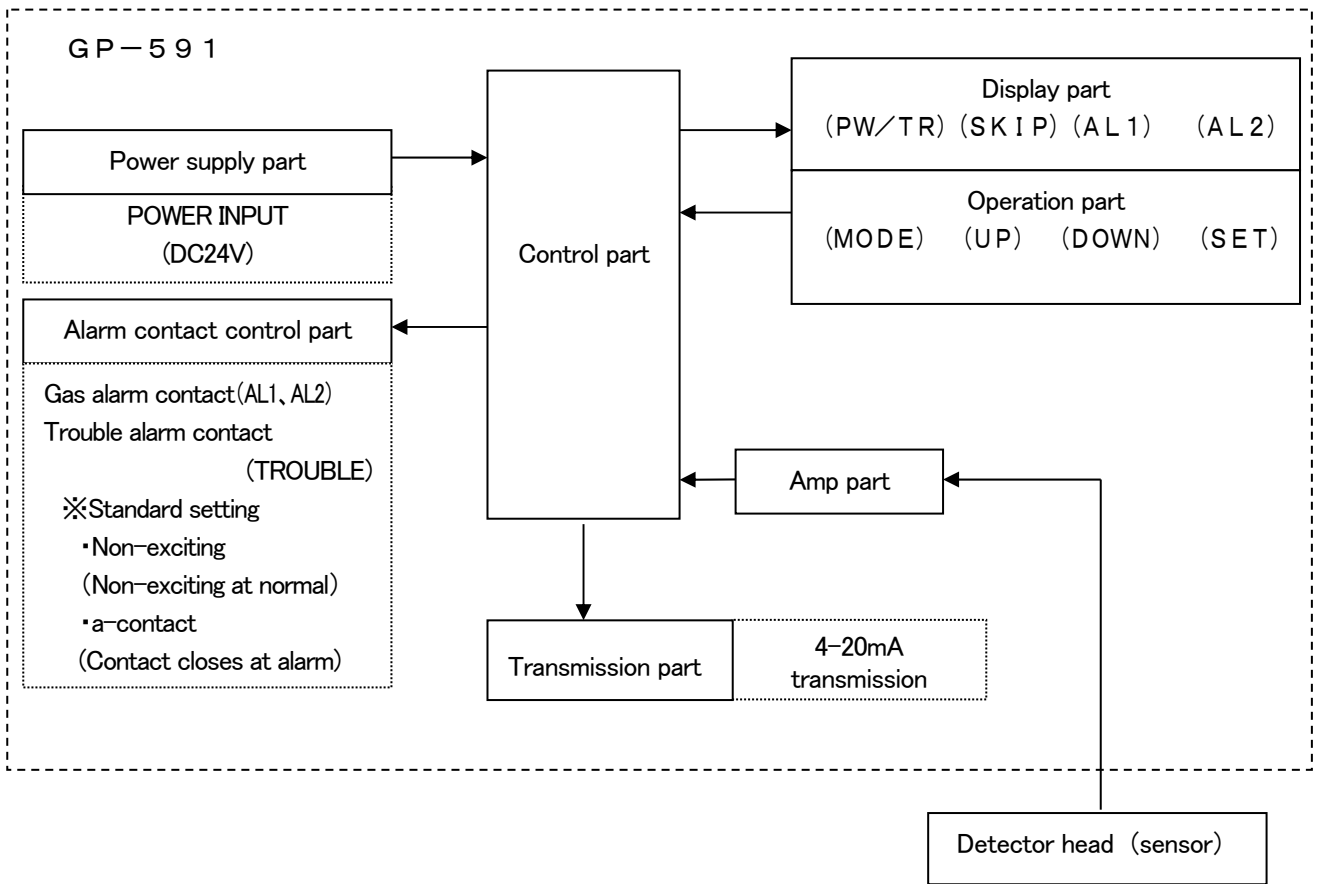 ＧＰ－５９１
Power supply part
POWER INPUT
(DC24V)
Alarm contact control part
Gas alarm contact(AL1、AL2)
Trouble alarm contact
(TROUBLE)
※Standard setting
・Non-exciting
(Non-exciting at normal)
・a-contact
(Contact closes at alarm)
Control part
Display part
（PW／TR）（ＳＫＩＰ）（ＡＬ１）　（ＡＬ２）
Operation part
（MODE）　（ＵＰ）　（DOWN）　（ＳＥＴ）
Amp part
Transmission part
4-20mA
transmission
Detector head（sensor）